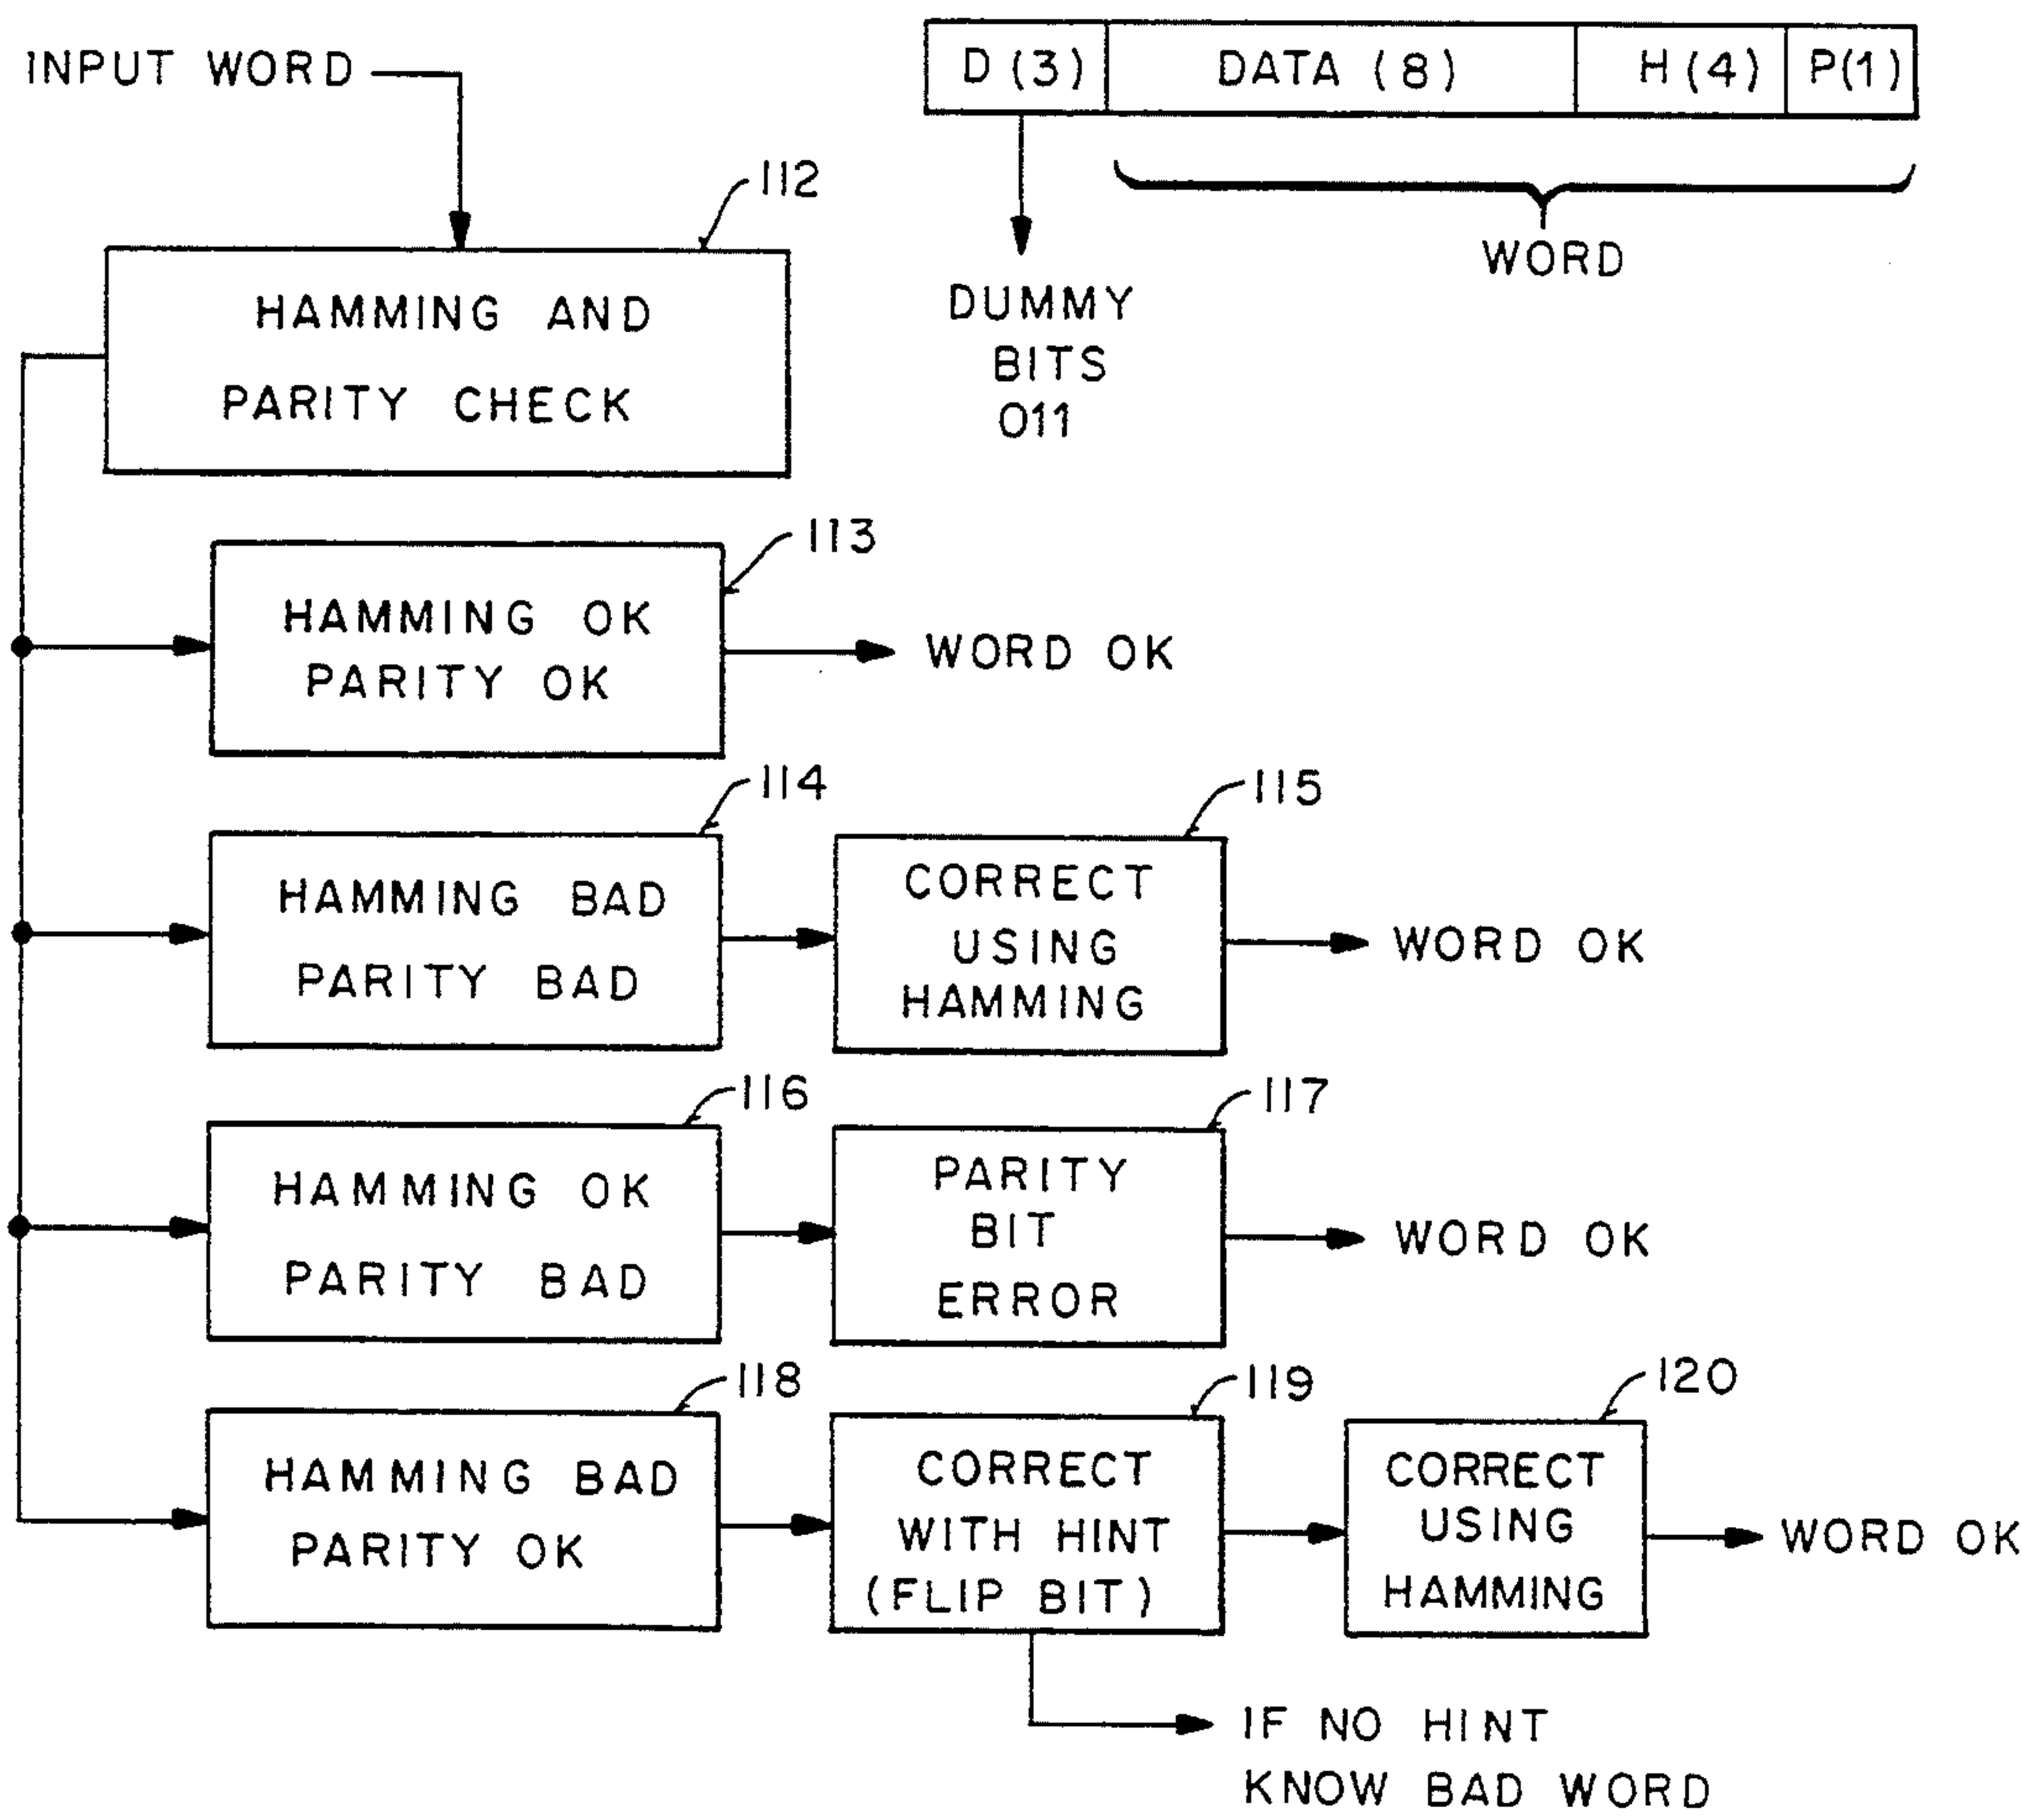 INPUT WORD
D (3) DATA (8) H (4) P(1)
WORD
DUMMY
BITS
011
112
HAMMING AND
PARITY CHECK
113
HAMMING OK
PARITY OK
WORD OK
114
HAMMING BAD
PARITY BAD
115
CORRECT
USING
HAMMING
WORD OK
116
HAMMING OK
PARITY BAD
117
PARITY
BIT
ERROR
WORD OK
118
HAMMING BAD
PARITY OK
119
CORRECT
WITH HINT
(FLIP BIT)
120
CORRECT
USING
HAMMING
WORD OK
IF NO HINT
KNOW BAD WORD